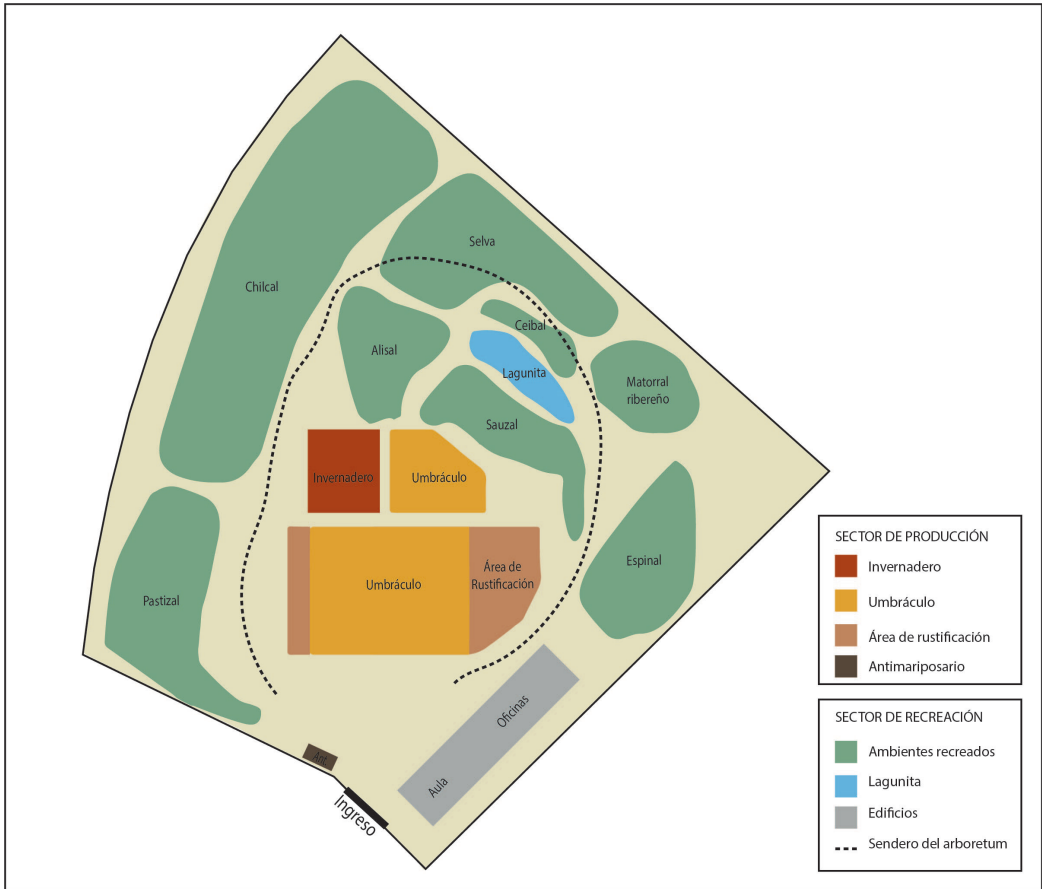 Selva
Chilcal
Ceibal
Alisal
Lagunita
Matorral
ribereño
Sauzal
Invernadero
Umbráculo
Área de
Rustificación
Umbráculo
Espinal
Pastizal
Oficinas
Aula
Ant.
Ingreso
SECTOR DE PRODUCCIÓN
Invernadero
Umbráculo
Área de rustificación
Antimariposario
SECTOR DE RECREACIÓN
Ambientes recreados
Lagunita
Edificios
Sendero del arboretum